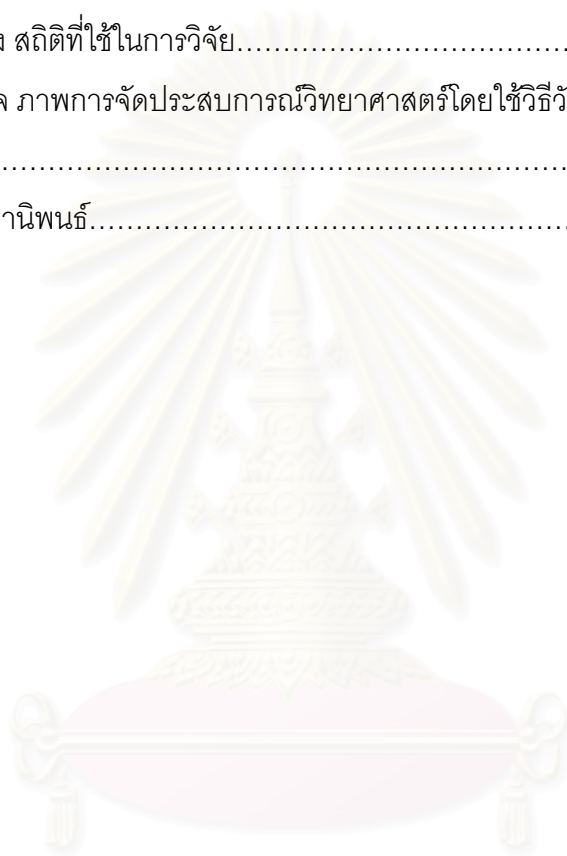 ง สถิติที่ใช้ในการวิจัย........................................
จ ภาพการจัดประสบการณ์วิทยาศาสตร์โดยใช้วิธี
............................................................
านิพนธ์....................................................